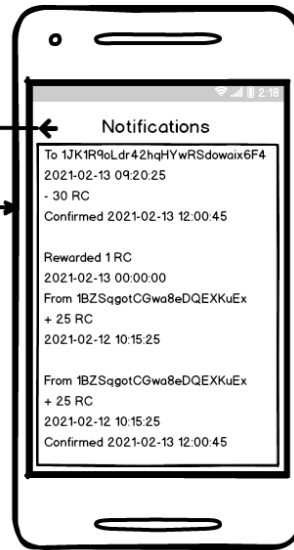 2:18
Notifications
To 1JK1R9oLdr42hqHYwRSdowaix6F4
2021-02-13 09:20:25
- 30 RC
Confirmed 2021-02-13 12:00:45
Rewarded 1 RC
2021-02-13 00:00:00
From 1BZSqgotCGwa8eDQEXKuEx
+ 25 RC
2021-02-12 10:15:25
From 1BZSqgotCGwa8eDQEXKuEx
+ 25 RC
2021-02-12 10:15:25
Confirmed 2021-02-13 12:00:45